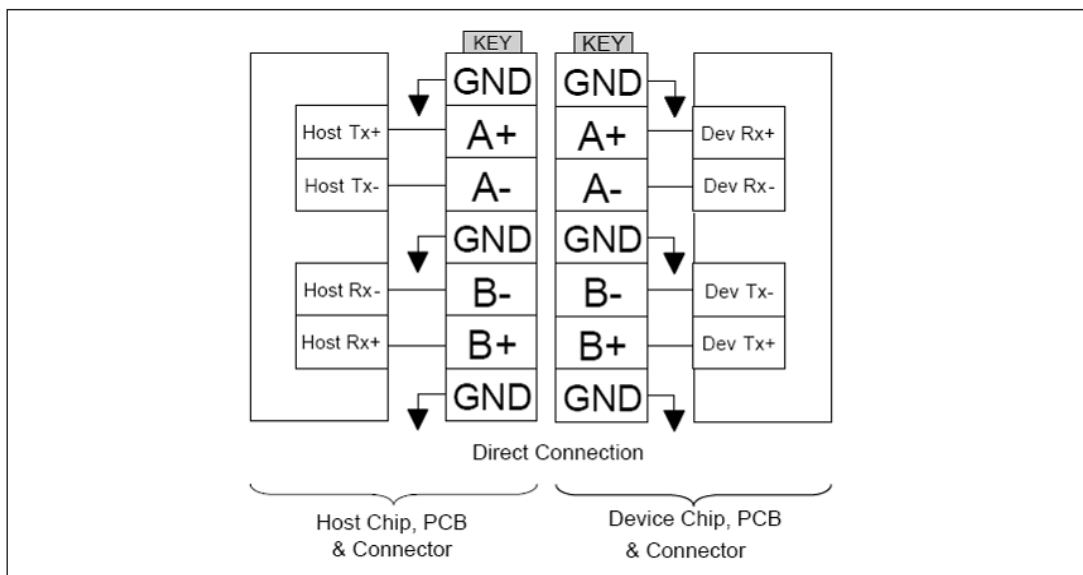 KEY KEY
GND GND
Host Tx+ A+ A+ Dev Rx+
Host Tx- A- A- Dev Rx-
GND GND
Host Rx- B- B- Dev Tx-
Host Rx+ B+ B+ Dev Tx+
GND GND
Direct Connection
Host Chip, PCB
& Connector
Device Chip, PCB
& Connector